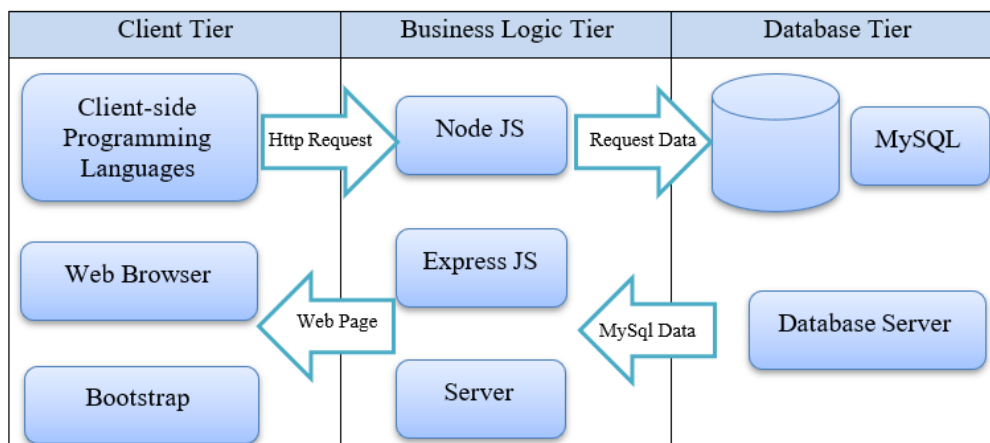 Client Tier
Business Logic Tier
Database Tier
Client-side
Programming
Languages
Http Request
Node JS
Request Data
MySQL
Web Browser
Express JS
Web Page
MySql Data
Database Server
Bootstrap
Server